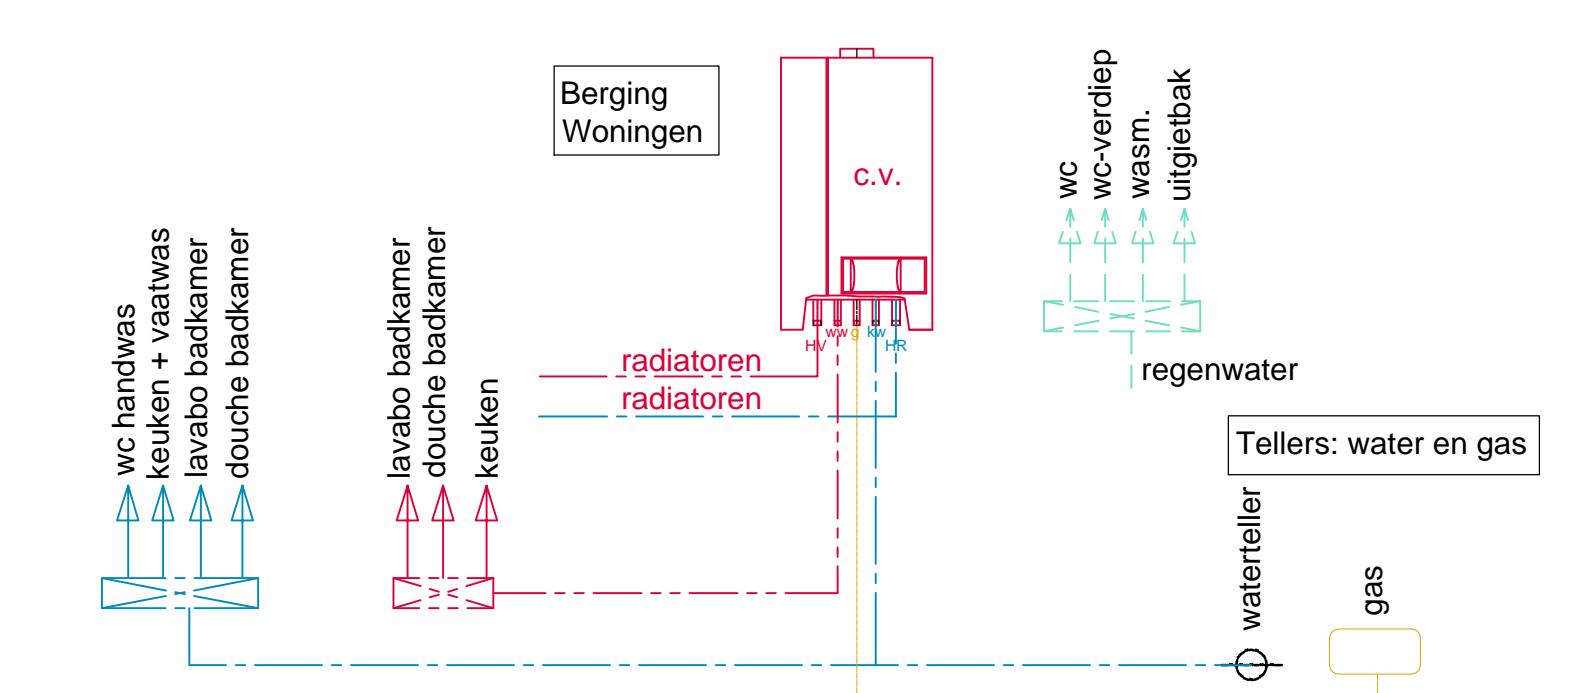 Berging
Woningen
c.v.
wc
wc-verdiep
wasm.
uitgietbak
wc handwas
keuken + vaatwas
lavabo badkamer
douche badkamer
lavabo badkamer
douche badkamer
keuken
HV
ww
g
kw
HR
radiatoren
radiatoren
regenwater
Tellers: water en gas
waterteller
gas